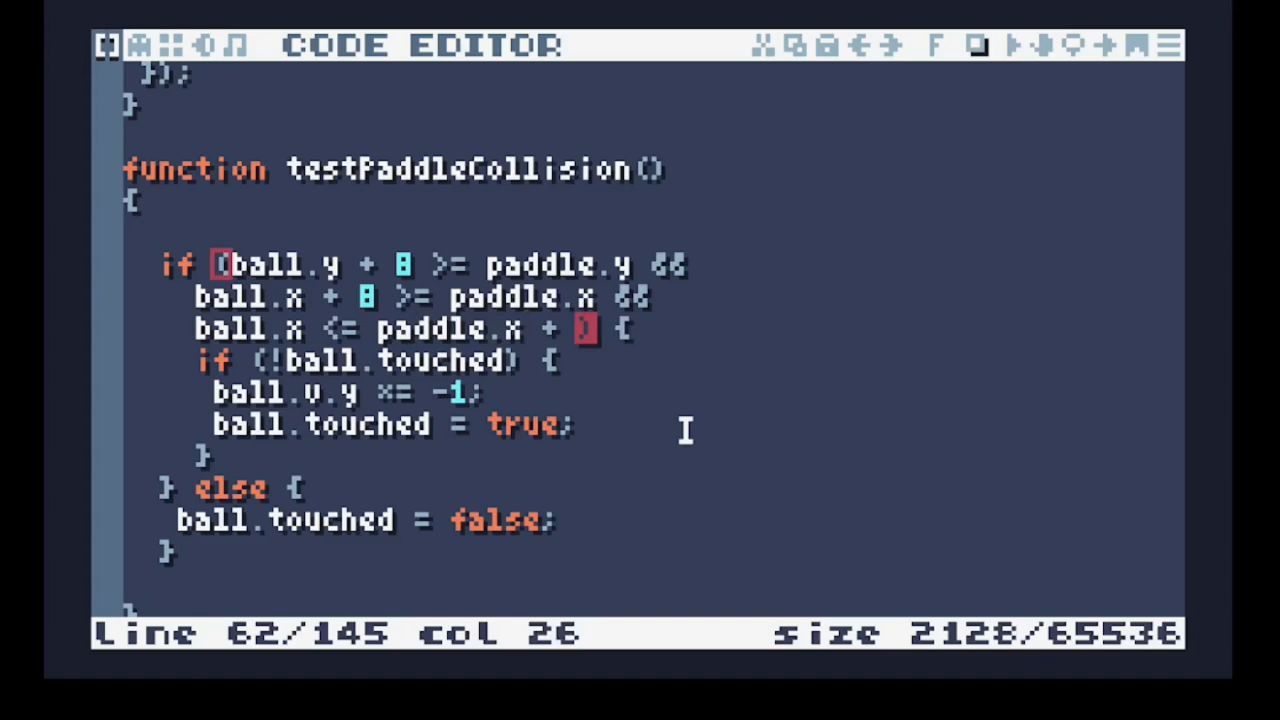 CODE EDITOR
});
}
function testPaddleCollision()
{
if (ball.y + 8 >= paddle.y &&
ball.x + 8 >= paddle.x &&
ball.x <= paddle.x + ) {
if (!ball.touched) {
ball.v.y *= -1;
ball.touched = true;
}
} else {
ball.touched = false;
}
}
line 62/145 col 26
size 2128/65536